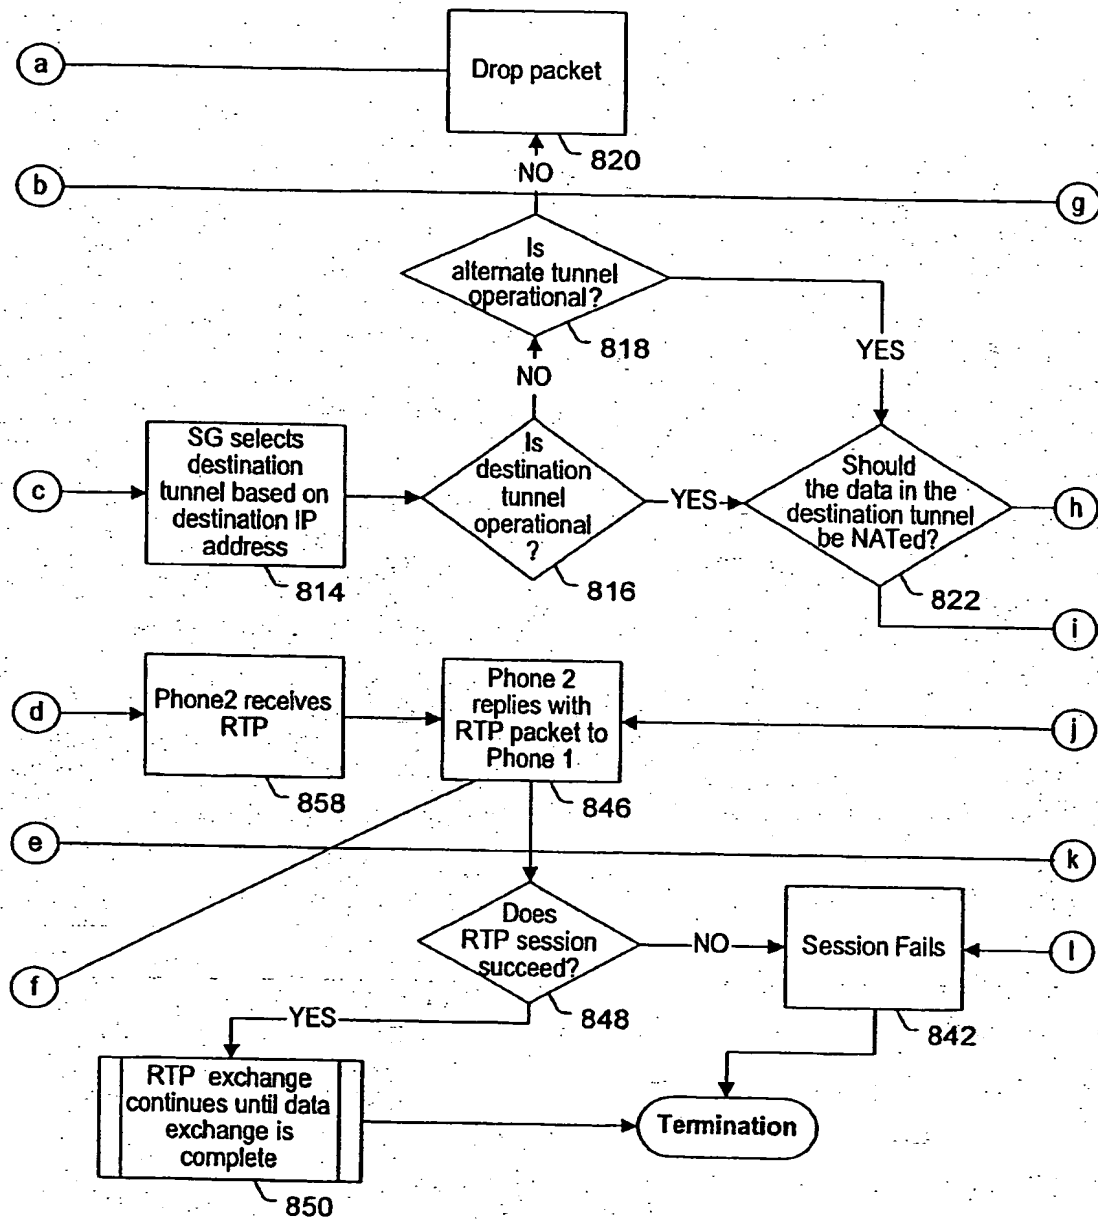 a
Drop packet
820
NO
b
g
Is
alternate tunnel
operational?
818
YES
NO
c
SG selects
destination
tunnel based on
destination IP
address
814
Is
destination
tunnel
operational
?
816
YES
Should
the data in the
destination tunnel
be NATed?
822
h
i
d
Phone2 receives
RTP
858
Phone 2
replies with
RTP packet to
Phone 1
846
j
e
k
Does
RTP session
succeed?
848
NO
Session Fails
842
l
f
YES
RTP exchange
continues until data
exchange is
complete
850
Termination